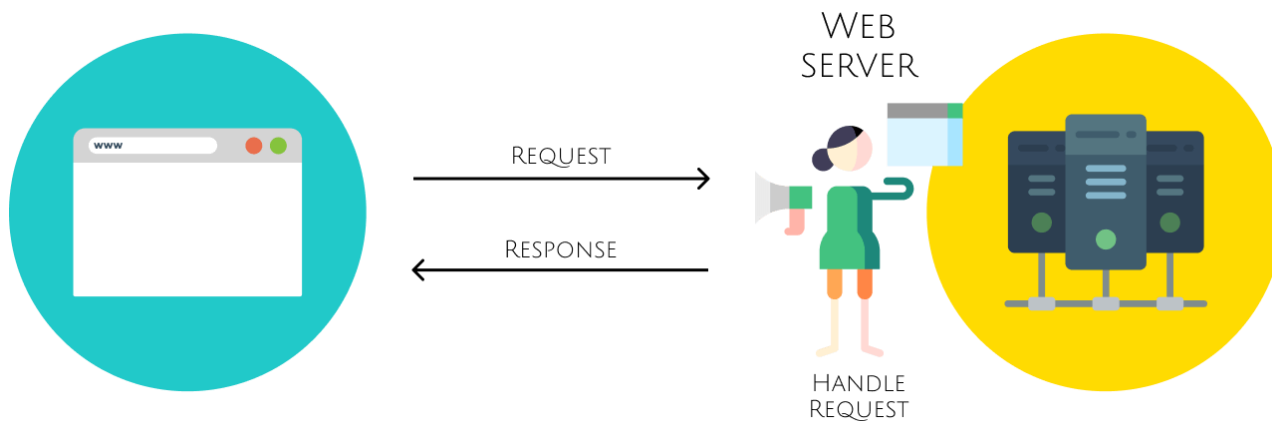 WEB
SERVER
www
REQUEST
RESPONSE
HANDLE
REQUEST